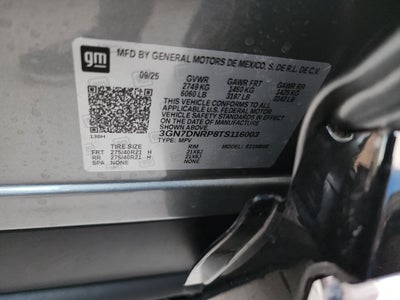 gm
MFD BY GENERAL MOTORS DE MEXICO, S. DE R.L. DE C.V.
09/25 GVWR GAWR FRT GAWR RR
2749 KG 1450 KG 1425 KG
6060 LB 3197 LB 3142 LB
THIS VEHICLE CONFORMS TO ALL
APPLICABLE U.S. FEDERAL MOTOR
VEHICLE SAFETY STANDARDS IN EFFECT
ON THE DATE OF MANUFACTURE
SHOWN ABOVE.
3GN7DNRP8TS116003
TYPE: MPV
TIRE SIZE RIM
FRT 275/40R21 H 21X9J
RR 275/40R21 H 21X9J
SPA NONE NONE